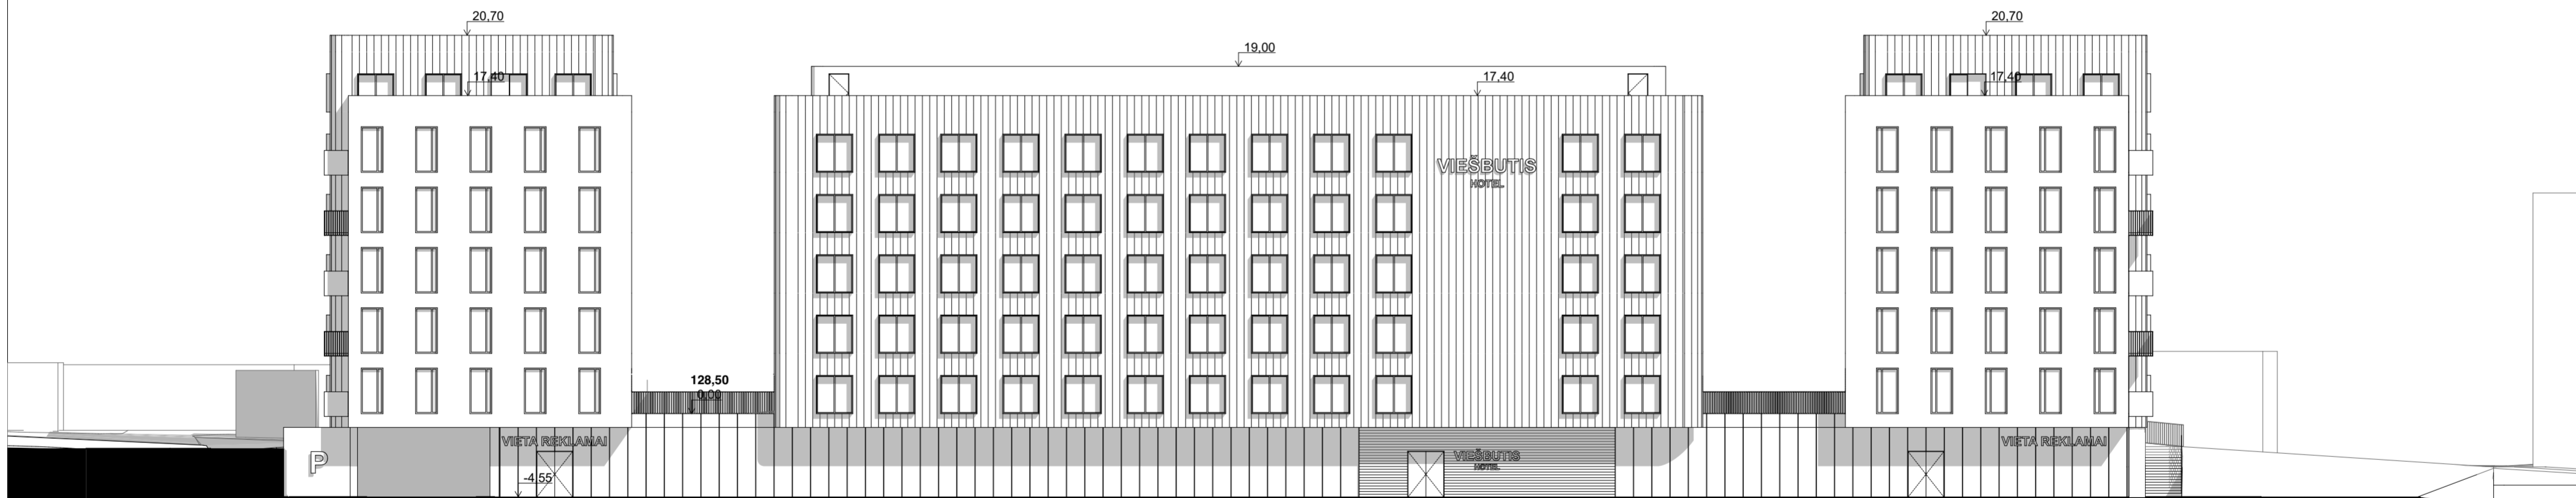 20,70
20,70
19,00
17,40
17,40
17,40
VIEŠBUTIS
HOTEL
128,50
0,00
VIETA REKLAMAI
VIETA REKLAMAI
P
VIEŠBUTIS
HOTEL
-4,55